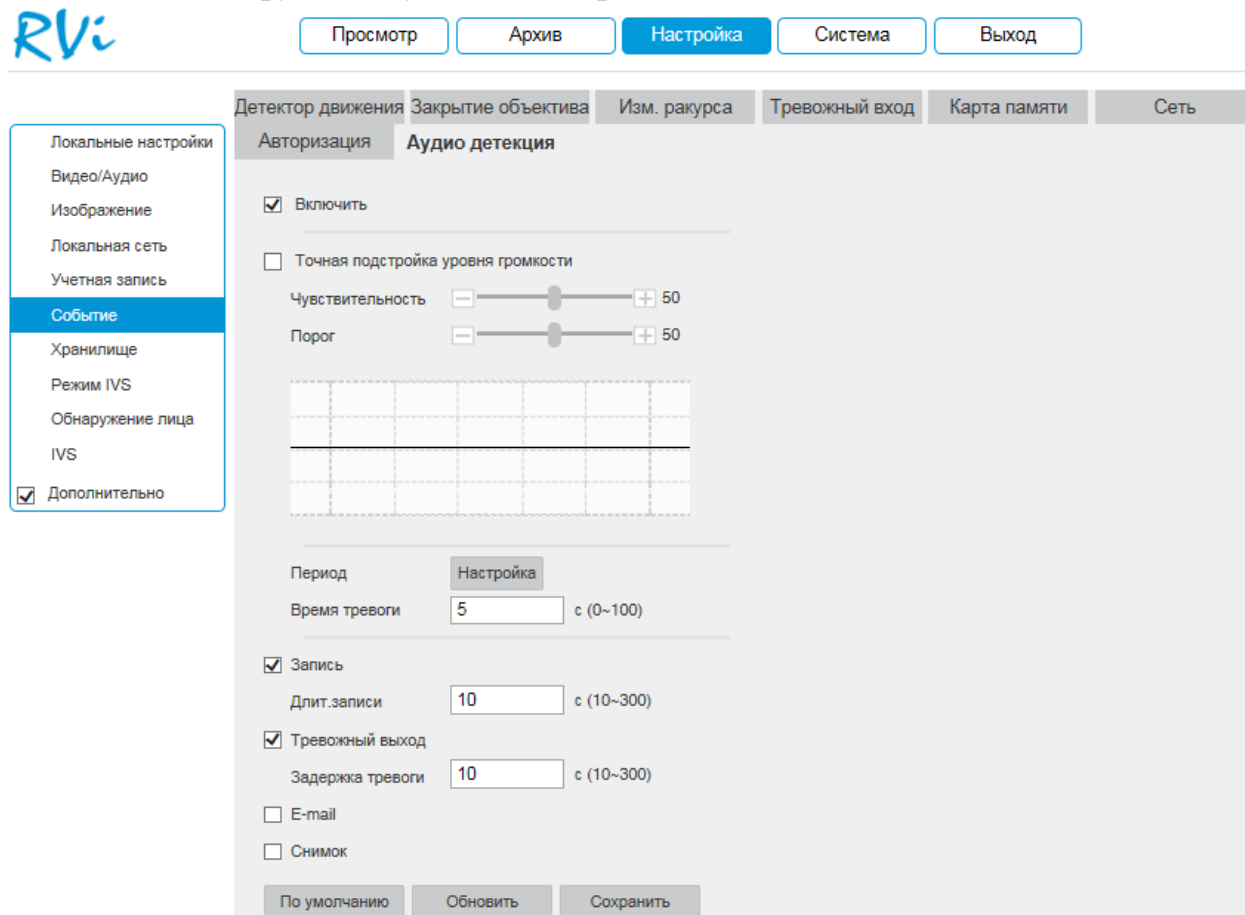 RVi
Просмотр Архив Настройка Система Выход
Детектор движения Закрытие объектива Изм. ракурса Тревожный вход Карта памяти Сеть
Авторизация Аудио детекция
Локальные настройки
Видео/Аудио
Изображение
Локальная сеть
Учетная запись
Событие
Хранилище
Режим IVS
Обнаружение лица
IVS
Дополнительно
Включить
Точная подстройка уровня громкости
Чувствительность 50
Порог 50
Период Настройка
Время тревоги 5 с (0~100)
Запись
Длит.записи 10 с (10~300)
Тревожный выход
Задержка тревоги 10 с (10~300)
E-mail
Снимок
По умолчанию Обновить Сохранить